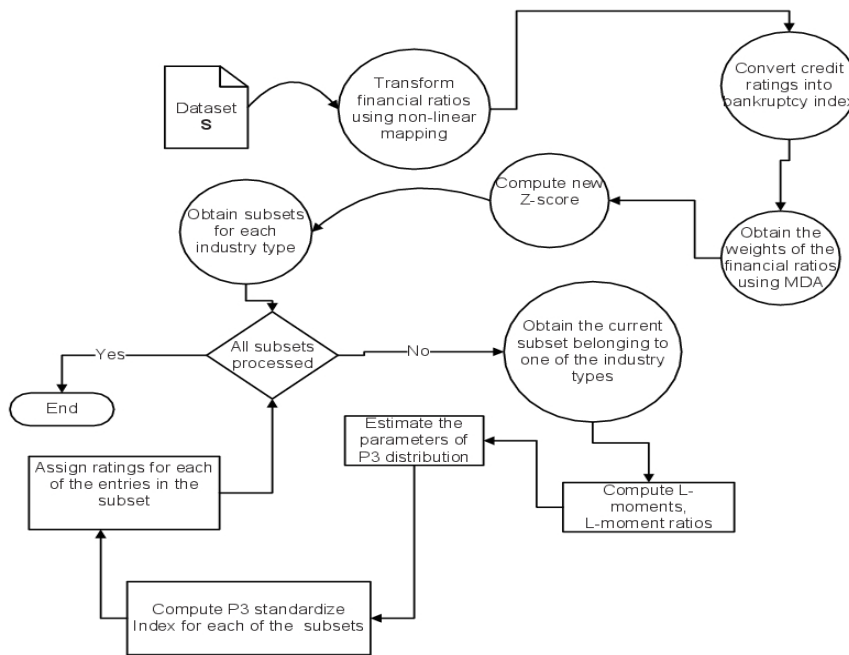 Dataset
S
Transform
financial ratios
using non-linear
mapping
Convert credit
ratings into
bankruptcy index
Obtain the
weights of the
financial ratios
using MDA
Compute new
Z-score
Obtain subsets
for each
industry type
All subsets
processed
Yes
End
No
Obtain the current
subset belonging to
one of the industry
types
Compute L-
moments,
L-moment ratios
Estimate the
parameters of
P3 distribution
Compute P3 standardize
Index for each of the subsets
Assign ratings for each
of the entries in the
subset